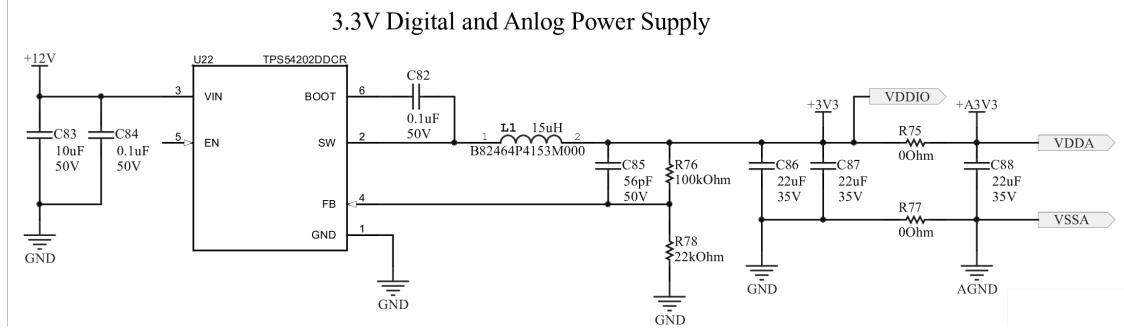 3.3V Digital and Anlog Power Supply
+12V
U22
TPS54202DDCR
C82
3
VIN
BOOT
6
0.1uF
50V
C83
10uF
50V
C84
0.1uF
50V
5
EN
SW
2
1
L1
15uH
2
B82464P4153M000
+3V3
VDDIO
+A3V3
R75
0Ohm
VDDA
C85
56pF
50V
R76
100kOhm
C86
22uF
35V
C87
22uF
35V
C88
22uF
35V
FB
4
R77
0Ohm
VSSA
GND
1
R78
22kOhm
GND
GND
GND
GND
AGND